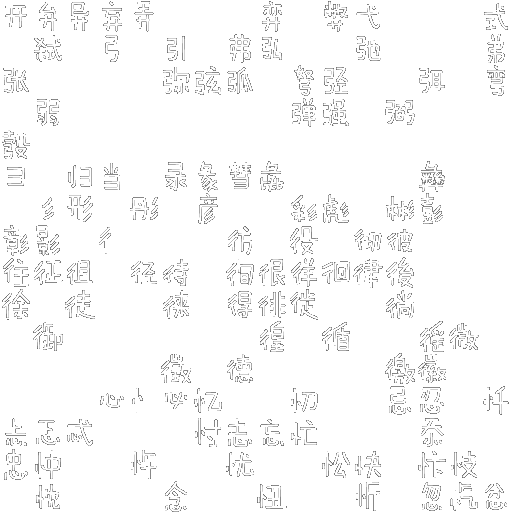 开弁异弃弄 弈 弊弋 式
弑 弓 引 弗弘 弛 弟
张 弥弦弧 弩弪 弭 弯
弱 弹强 弼
彀
彐 归当 录彖彗彘 彝
彡形 彤 彦 彩彪 彬彭
彰影 彳 彷 役 彻彼
往征徂 径待 徇很徉徊律後
徐 徒 徕 得徘徙 徜
御 徨 循 徭微
徵 德 徼徽
心忄必忆 忉 忌忍 忏
忐忑忒 忖志忘忙 忝
忠忡 忤 忧 忪快 忭忮
忱 念 忸 忻 忽忾忿